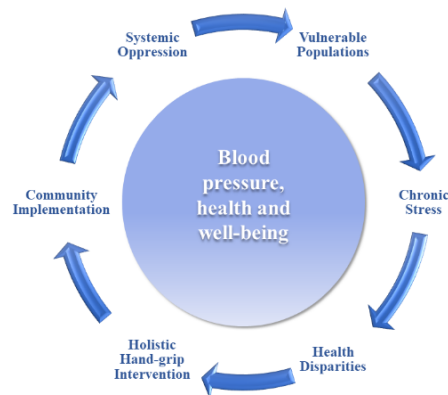 Systemic
Oppression
Vulnerable
Populations
Chronic
Stress
Health
Disparities
Holistic
Hand-grip
Intervention
Community
Implementation
Blood
pressure,
health and
well-being